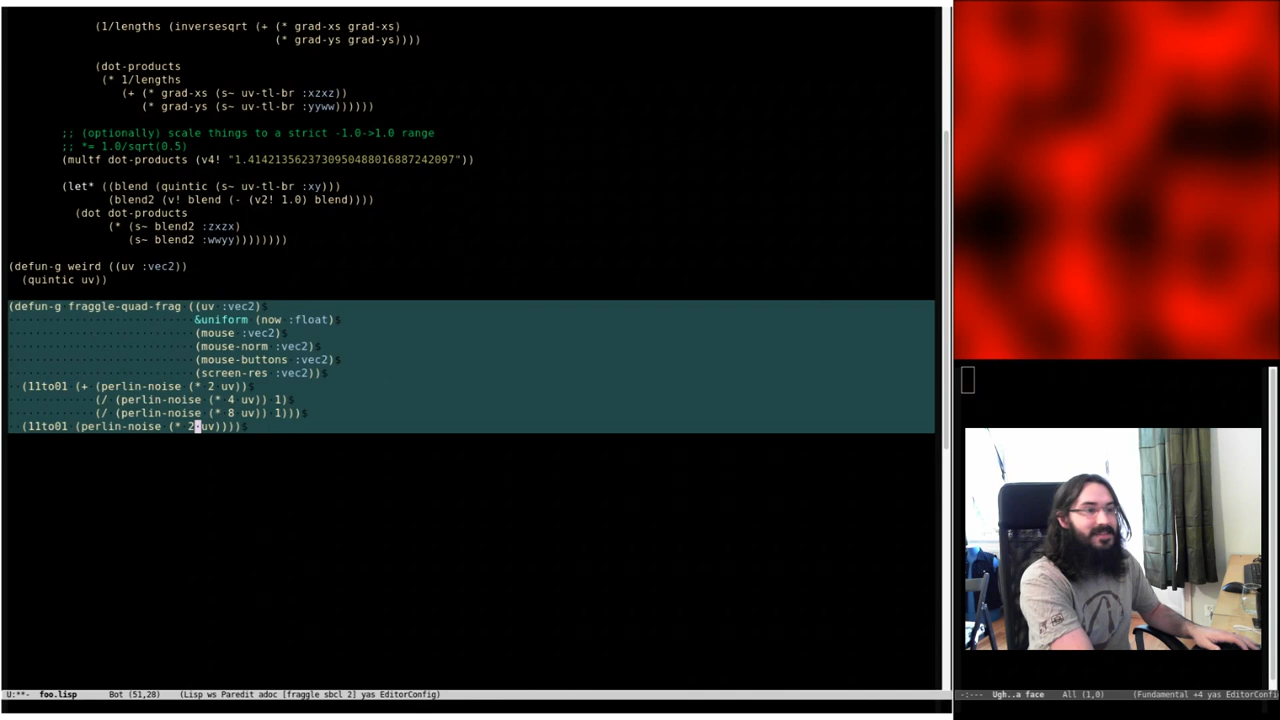 (1/lengths (inversesqrt (+ (* grad-xs grad-xs)
(* grad-ys grad-ys))))
(dot-products
(* 1/lengths
(+ (* grad-xs (s~ uv-tl-br :xzxz))
(* grad-ys (s~ uv-tl-br :yyww))))))
;; (optionally) scale things to a strict -1.0->1.0 range
;; *= 1.0/sqrt(0.5)
(multf dot-products (v4! "1.4142135623730950488016887242097"))
(let* ((blend (quintic (s~ uv-tl-br :xy)))
(blend2 (v! blend (- (v2! 1.0) blend))))
(dot dot-products
(* (s~ blend2 :zxzx)
(s~ blend2 :wwyy))))))))
(defun-g weird ((uv :vec2))
(quintic uv))
(defun-g fraggle-quad-frag ((uv :vec2)$
&uniform (now :float)$
(mouse :vec2)$
(mouse-norm :vec2)$
(mouse-buttons :vec2)$
(screen-res :vec2))$
(11to01 (+ (perlin-noise (* 2 uv))$
(/ (perlin-noise (* 4 uv)) 1)$
(/ (perlin-noise (* 8 uv)) 1)))$
(11to01 (perlin-noise (* 2 uv))))$
U:**- foo.lisp Bot (51,28) (Lisp ws Paredit adoc [fraggle sbcl 2] yas EditorConfig)
-:--- Ugh..a face All (1,0) (Fundamental +4 yas EditorConfi